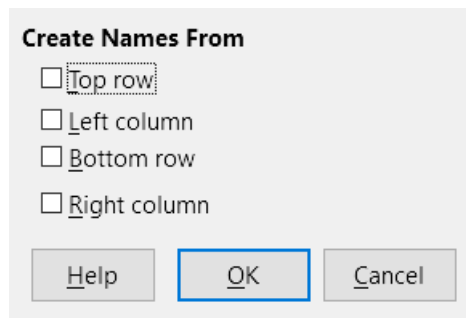 Create Names From
Top row
Left column
Bottom row
Right column
Help OK Cancel